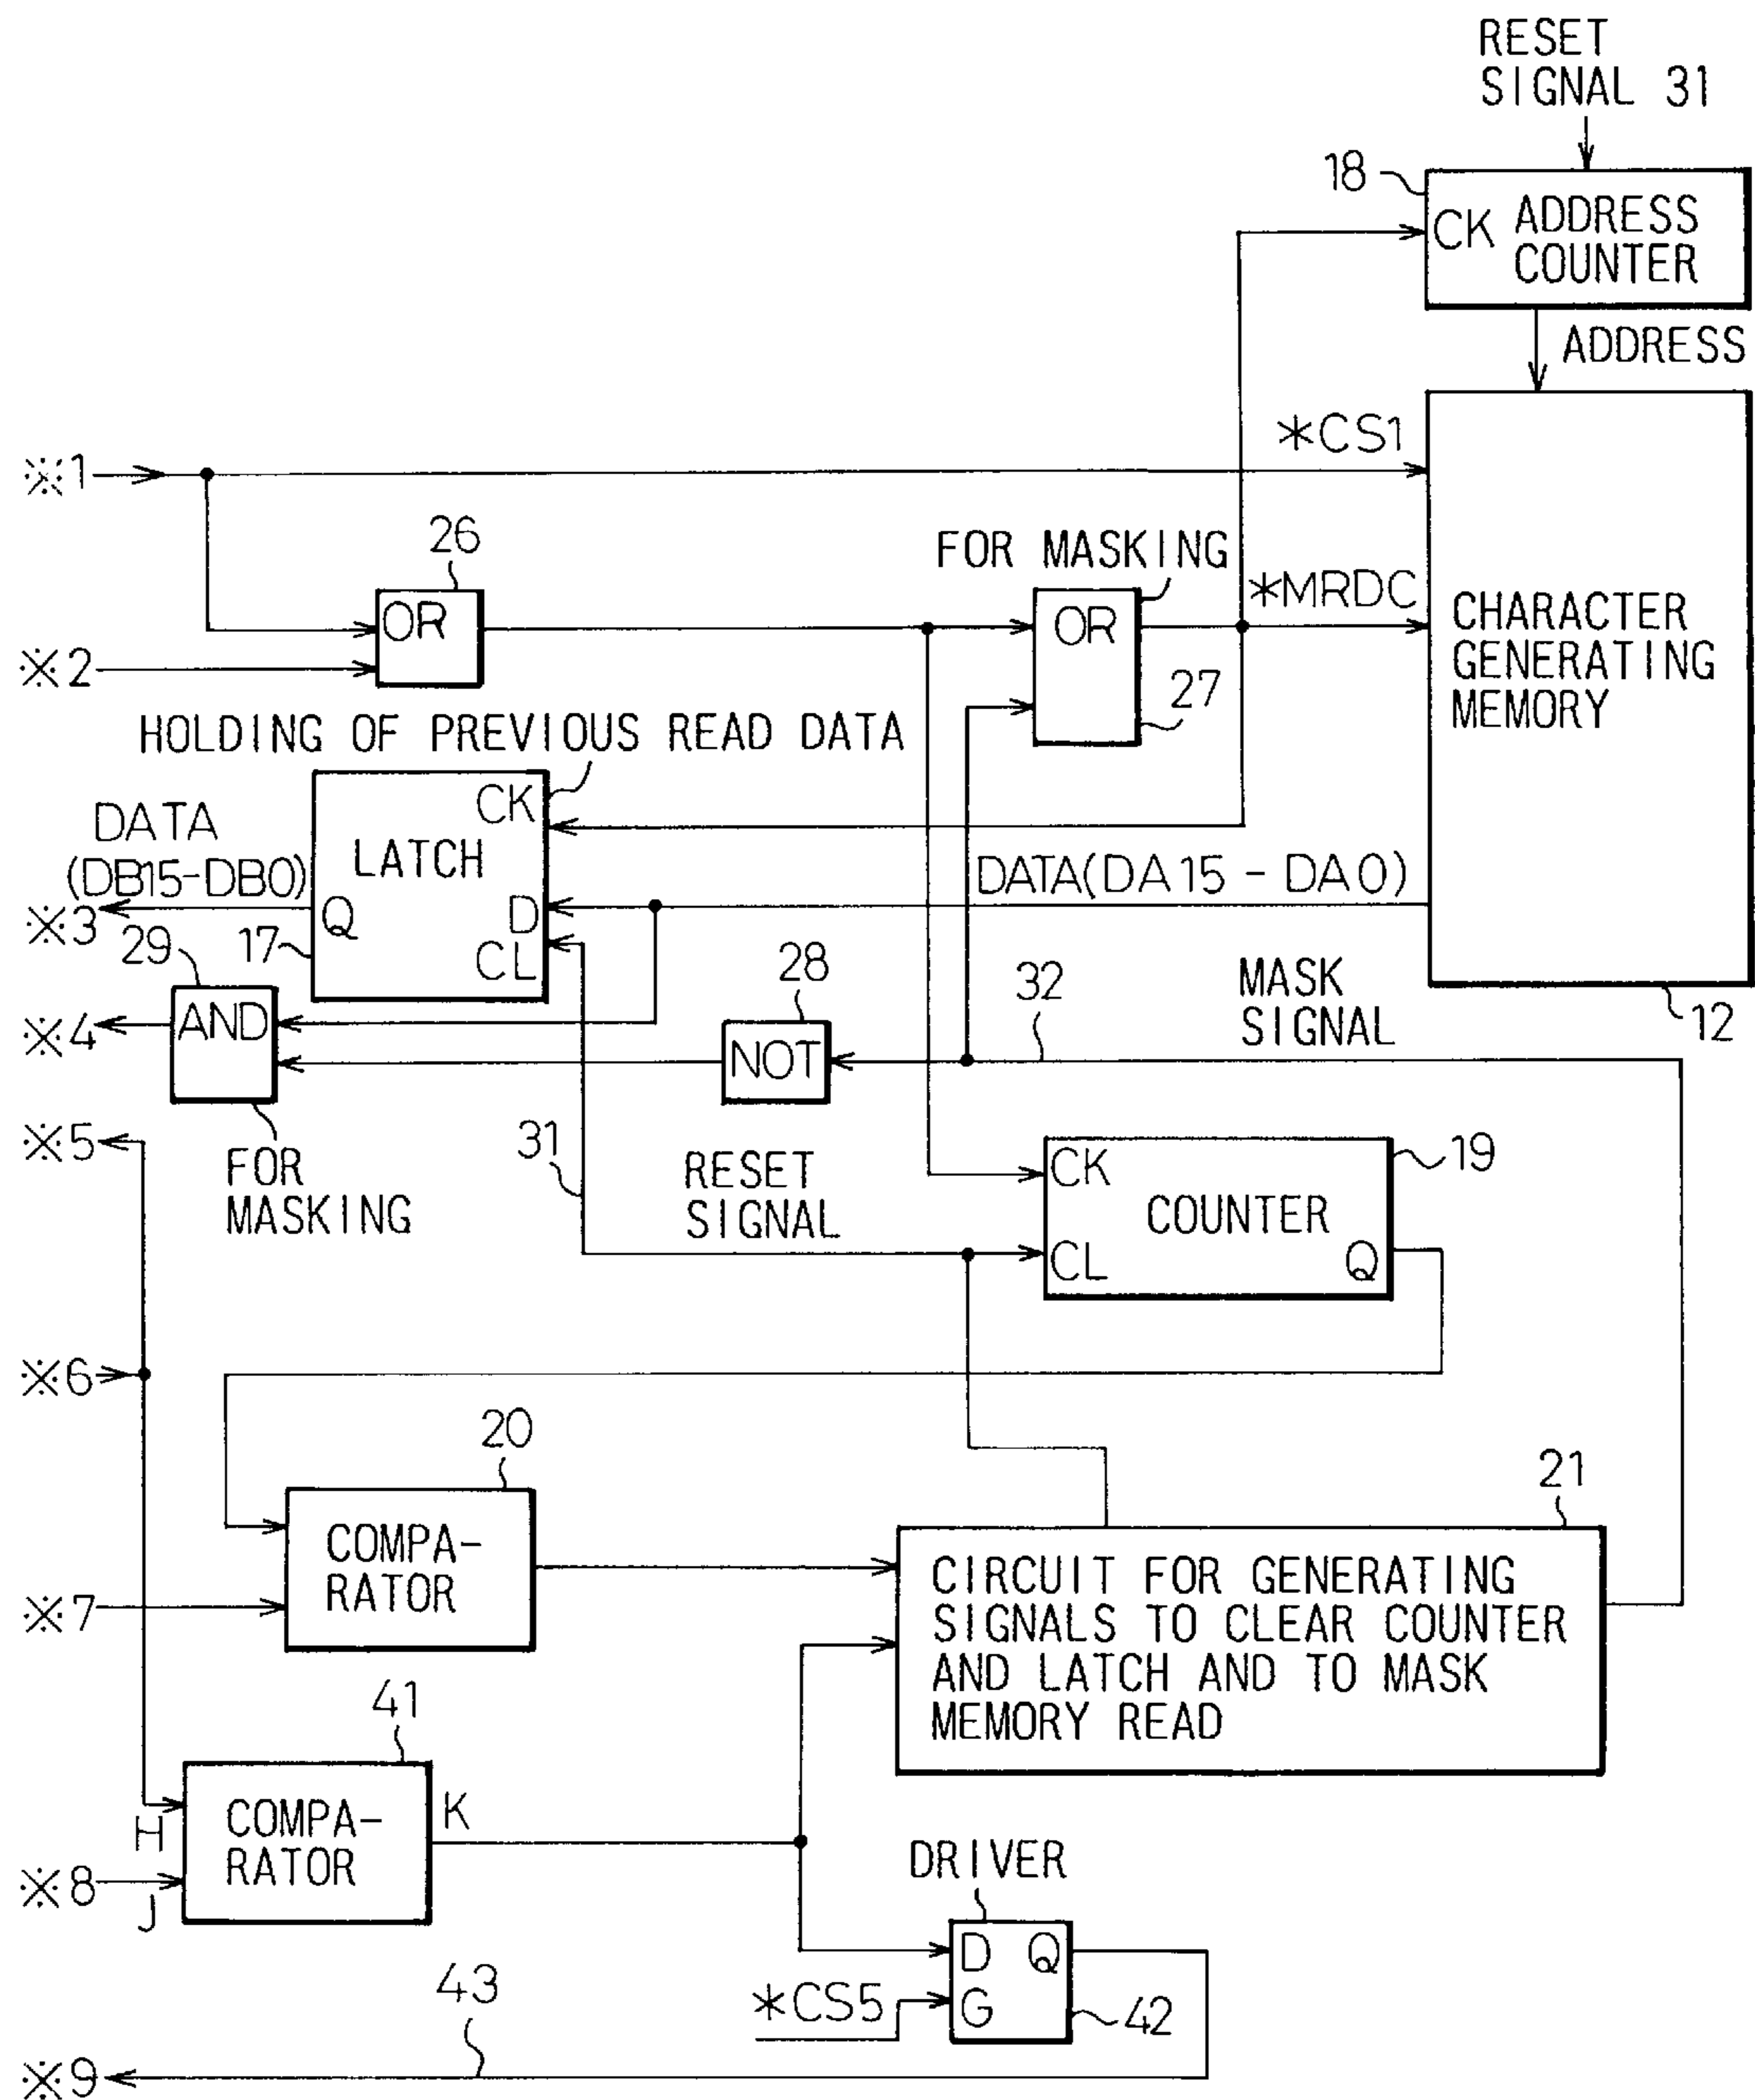 RESET
SIGNAL 31
18
CK
ADDRESS
COUNTER
ADDRESS
*CS1
※1
26
FOR MASKING
OR
OR
*MRDC
CHARACTER
GENERATING
MEMORY
※2
27
HOLDING OF PREVIOUS READ DATA
CK
DATA
(DB15-DB0)
LATCH
DATA(DA15 - DA0)
※3
Q
D
17
CL
29
28
32
MASK
SIGNAL
12
※4
AND
NOT
※5
31
FOR
MASKING
RESET
SIGNAL
CK
19
COUNTER
CL
Q
※6
20
21
COMPA-
RATOR
※7
CIRCUIT FOR GENERATING
SIGNALS TO CLEAR COUNTER
AND LATCH AND TO MASK
MEMORY READ
41
H
COMPA-
RATOR
K
※8
J
DRIVER
D Q
*CS5
G
42
43
※9